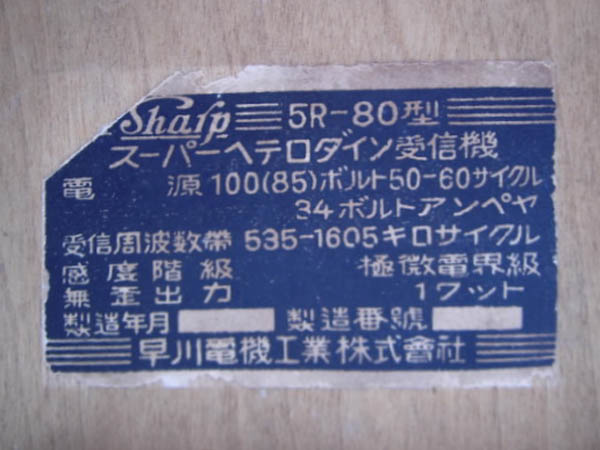 Sharp 5R-80型
スーパーヘテロダイン受信機
電源 100(85)ボルト50-60サイクル
34ボルトアンペヤ
受信周波数帶 535-1605キロサイクル
感度階級 極微電界級
無歪出力 1ワット
製造年月 製造番號
早川電機工業株式會社